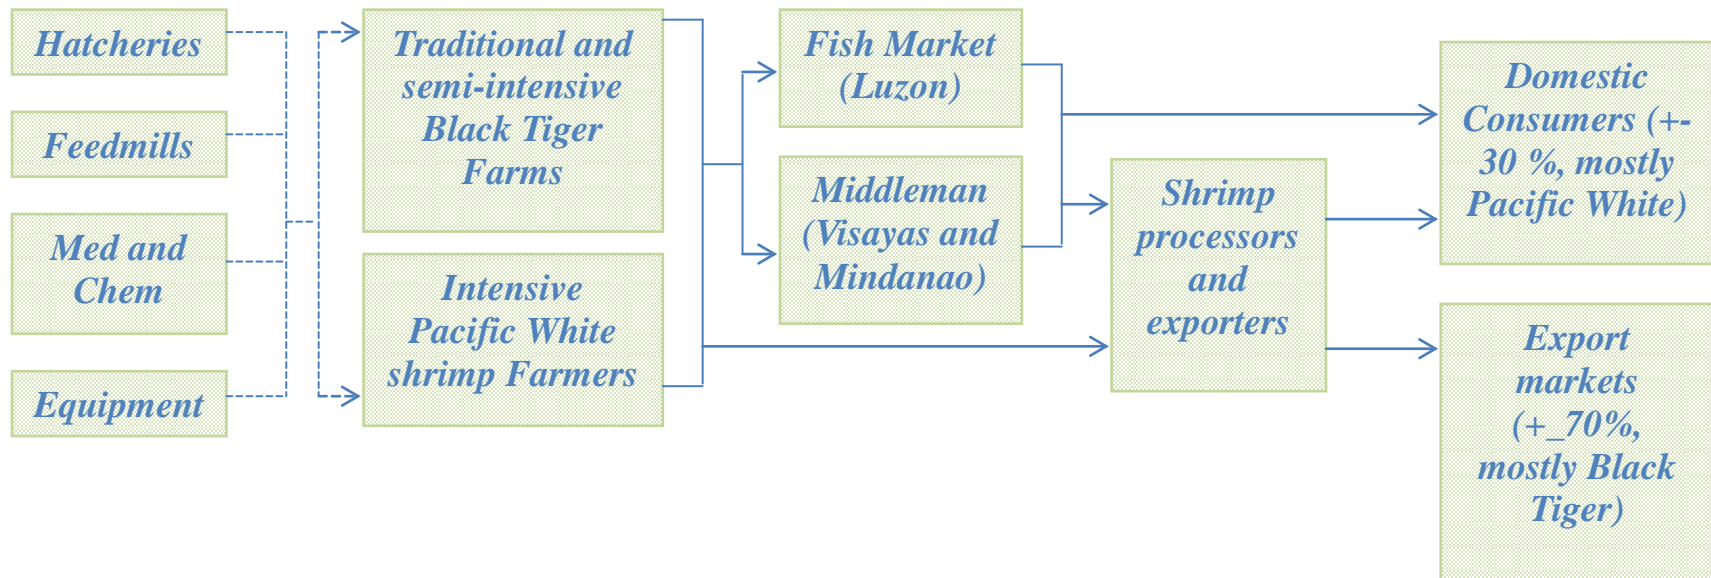 Hatcheries
Feedmills
Med and
Chem
Equipment
Traditional and
semi-intensive
Black Tiger
Farms
Intensive
Pacific White
shrimp Farmers
Fish Market
(Luzon)
Middleman
(Visayas and
Mindanao)
Shrimp
processors
and
exporters
Domestic
Consumers (+-
30 %, mostly
Pacific White)
Export
markets
(+_70%,
mostly Black
Tiger)